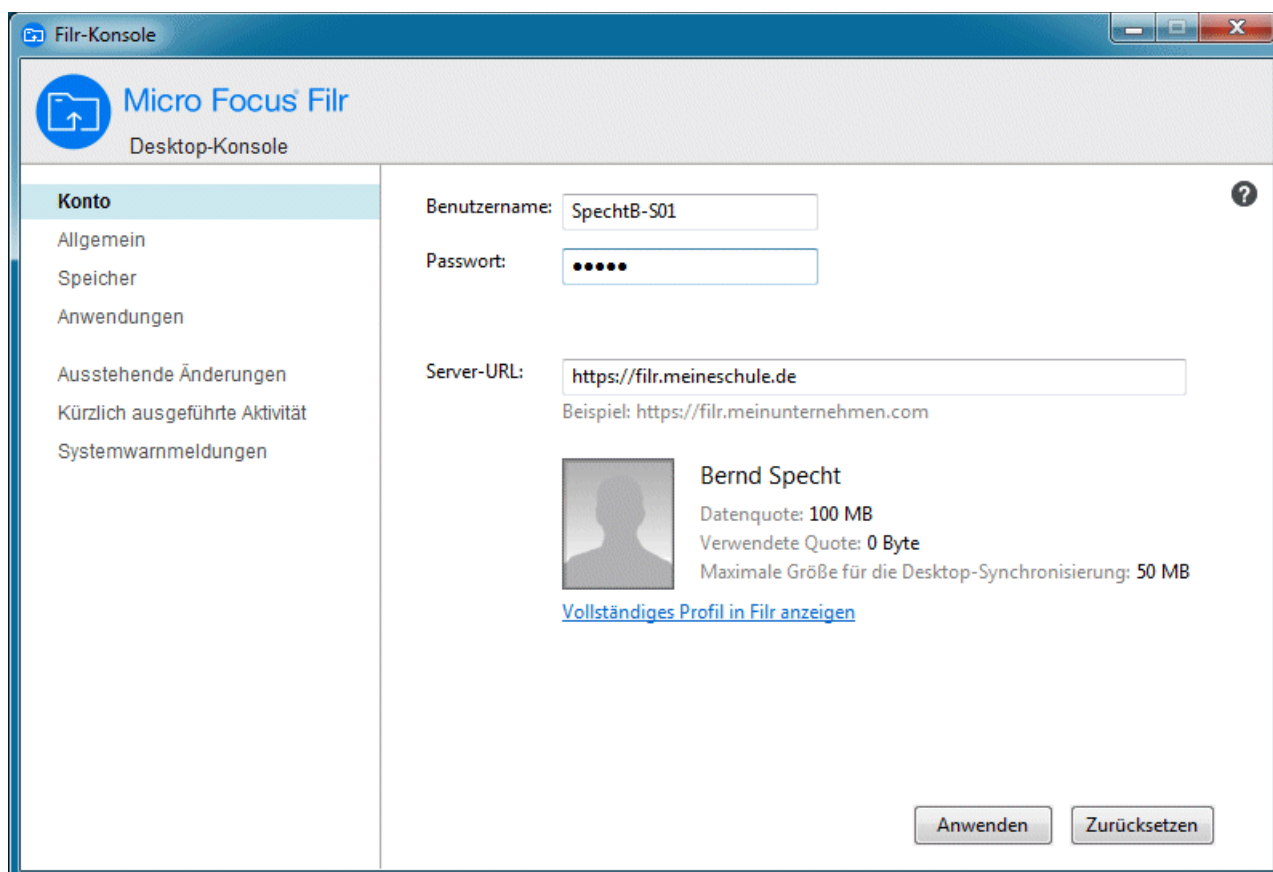 Filr-Konsole
Micro Focus Filr
Desktop-Konsole
Konto
Allgemein
Speicher
Anwendungen
Ausstehende Änderungen
Kürzlich ausgeführte Aktivität
Systemwarnmeldungen
?
Benutzername: SpechtB-S01
Passwort: •••••
Server-URL: https://filr.meineschule.de
Beispiel: https://filr.meinunternehmen.com
Bernd Specht
Datenquote: 100 MB
Verwendete Quote: 0 Byte
Maximale Größe für die Desktop-Synchronisierung: 50 MB
Vollständiges Profil in Filr anzeigen
Anwenden Zurücksetzen